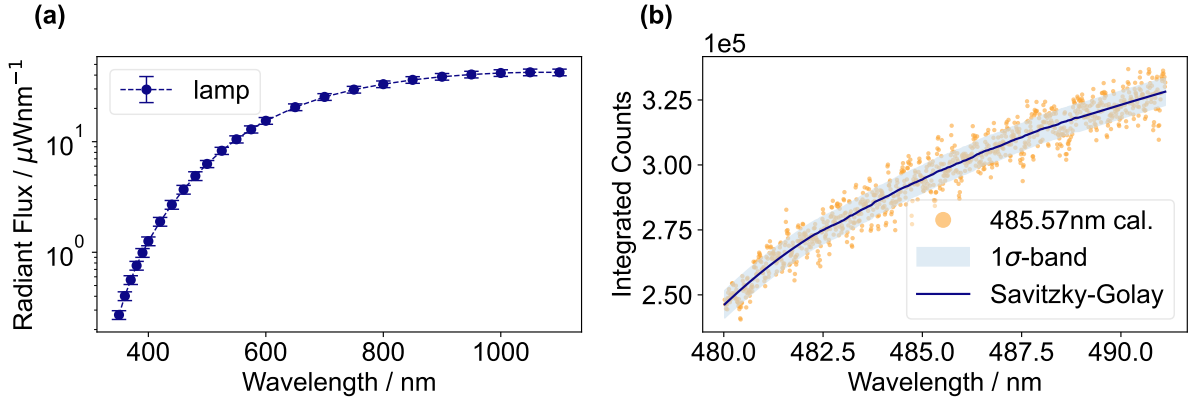 (a)
Radiant Flux / μWnm⁻¹
10¹
10⁰
lamp
400 600 800 1000
Wavelength / nm
(b)
1e5
Integrated Counts
3.25
3.00
2.75
2.50
485.57nm cal.
1σ-band
Savitzky-Golay
480.0 482.5 485.0 487.5 490.0
Wavelength / nm